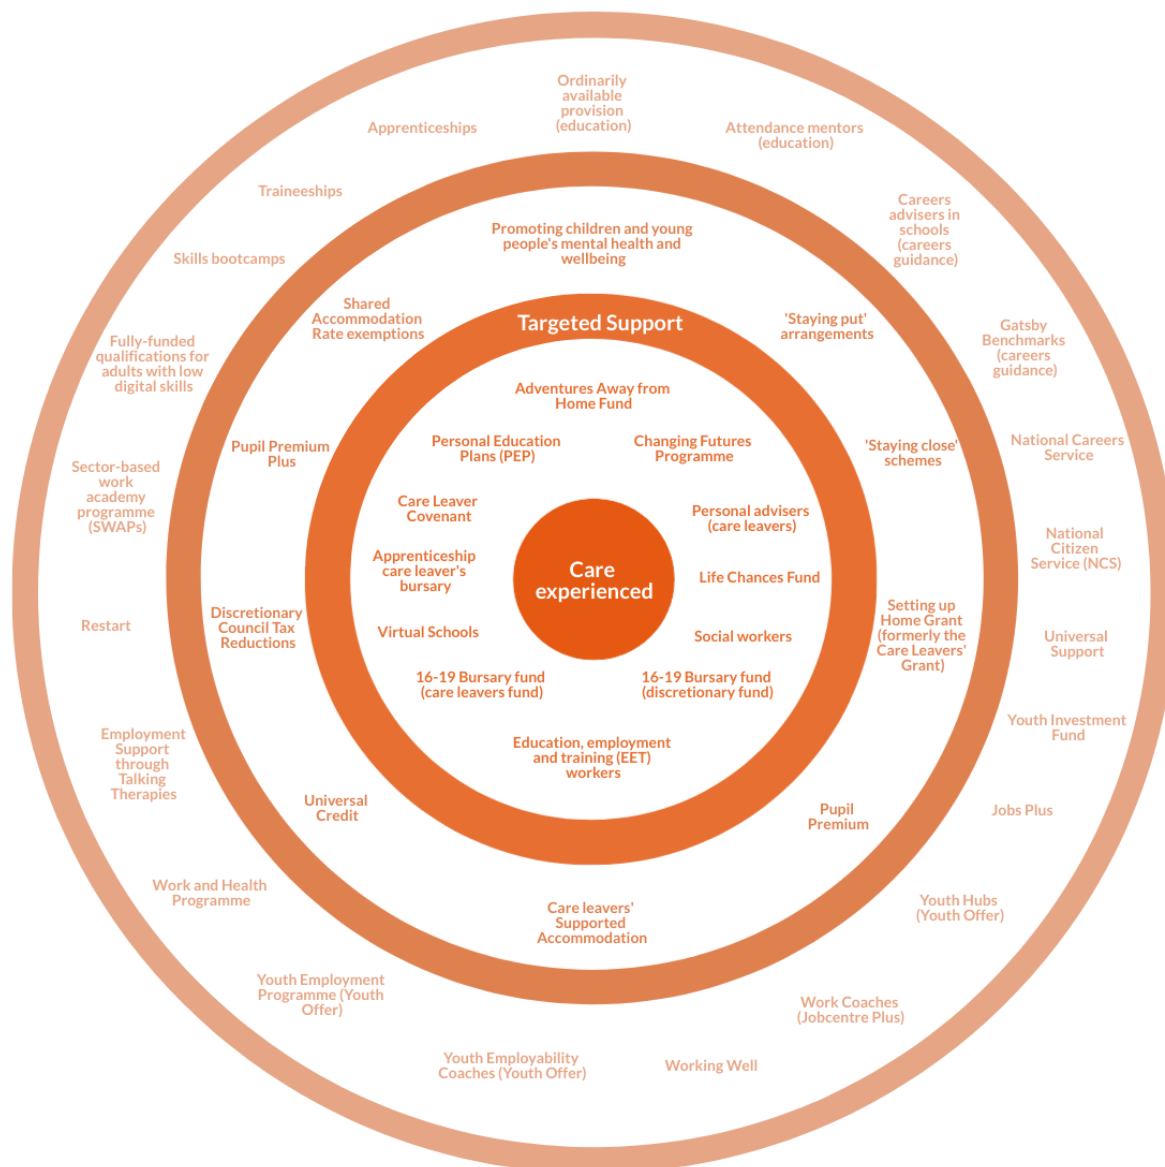 Ordinarily
available
provision
(education)
Apprenticeships
Attendance mentors
(education)
Traineeships
Careers
advisers in
schools
(careers
guidance)
Skills bootcamps
Fully-funded
qualifications for
adults with low
digital skills
Gatsby
Benchmarks
(careers
guidance)
Sector-based
work
academy
programme
(SWAPs)
National Careers
Service
National
Citizen
Service (NCS)
Restart
Universal
Support
Employment
Support
through
Talking
Therapies
Youth Investment
Fund
Jobs Plus
Work and Health
Programme
Youth Hubs
(Youth Offer)
Youth Employment
Programme (Youth
Offer)
Work Coaches
(Jobcentre Plus)
Youth Employability
Coaches (Youth Offer)
Working Well
Promoting children and young
people's mental health and
wellbeing
Shared
Accommodation
Rate exemptions
'Staying put'
arrangements
Pupil Premium
Plus
'Staying close'
schemes
Discretionary
Council Tax
Reductions
Setting up
Home Grant
(formerly the
Care Leavers'
Grant)
Universal
Credit
Pupil
Premium
Care leavers'
Supported
Accommodation
Targeted Support
Adventures Away from
Home Fund
Personal Education
Plans (PEP)
Changing Futures
Programme
Care Leaver
Covenant
Personal advisers
(care leavers)
Apprenticeship
care leaver's
bursary
Life Chances Fund
Virtual Schools
Social workers
16-19 Bursary fund
(care leavers fund)
16-19 Bursary fund
(discretionary fund)
Education, employment
and training (EET)
workers
Care
experienced